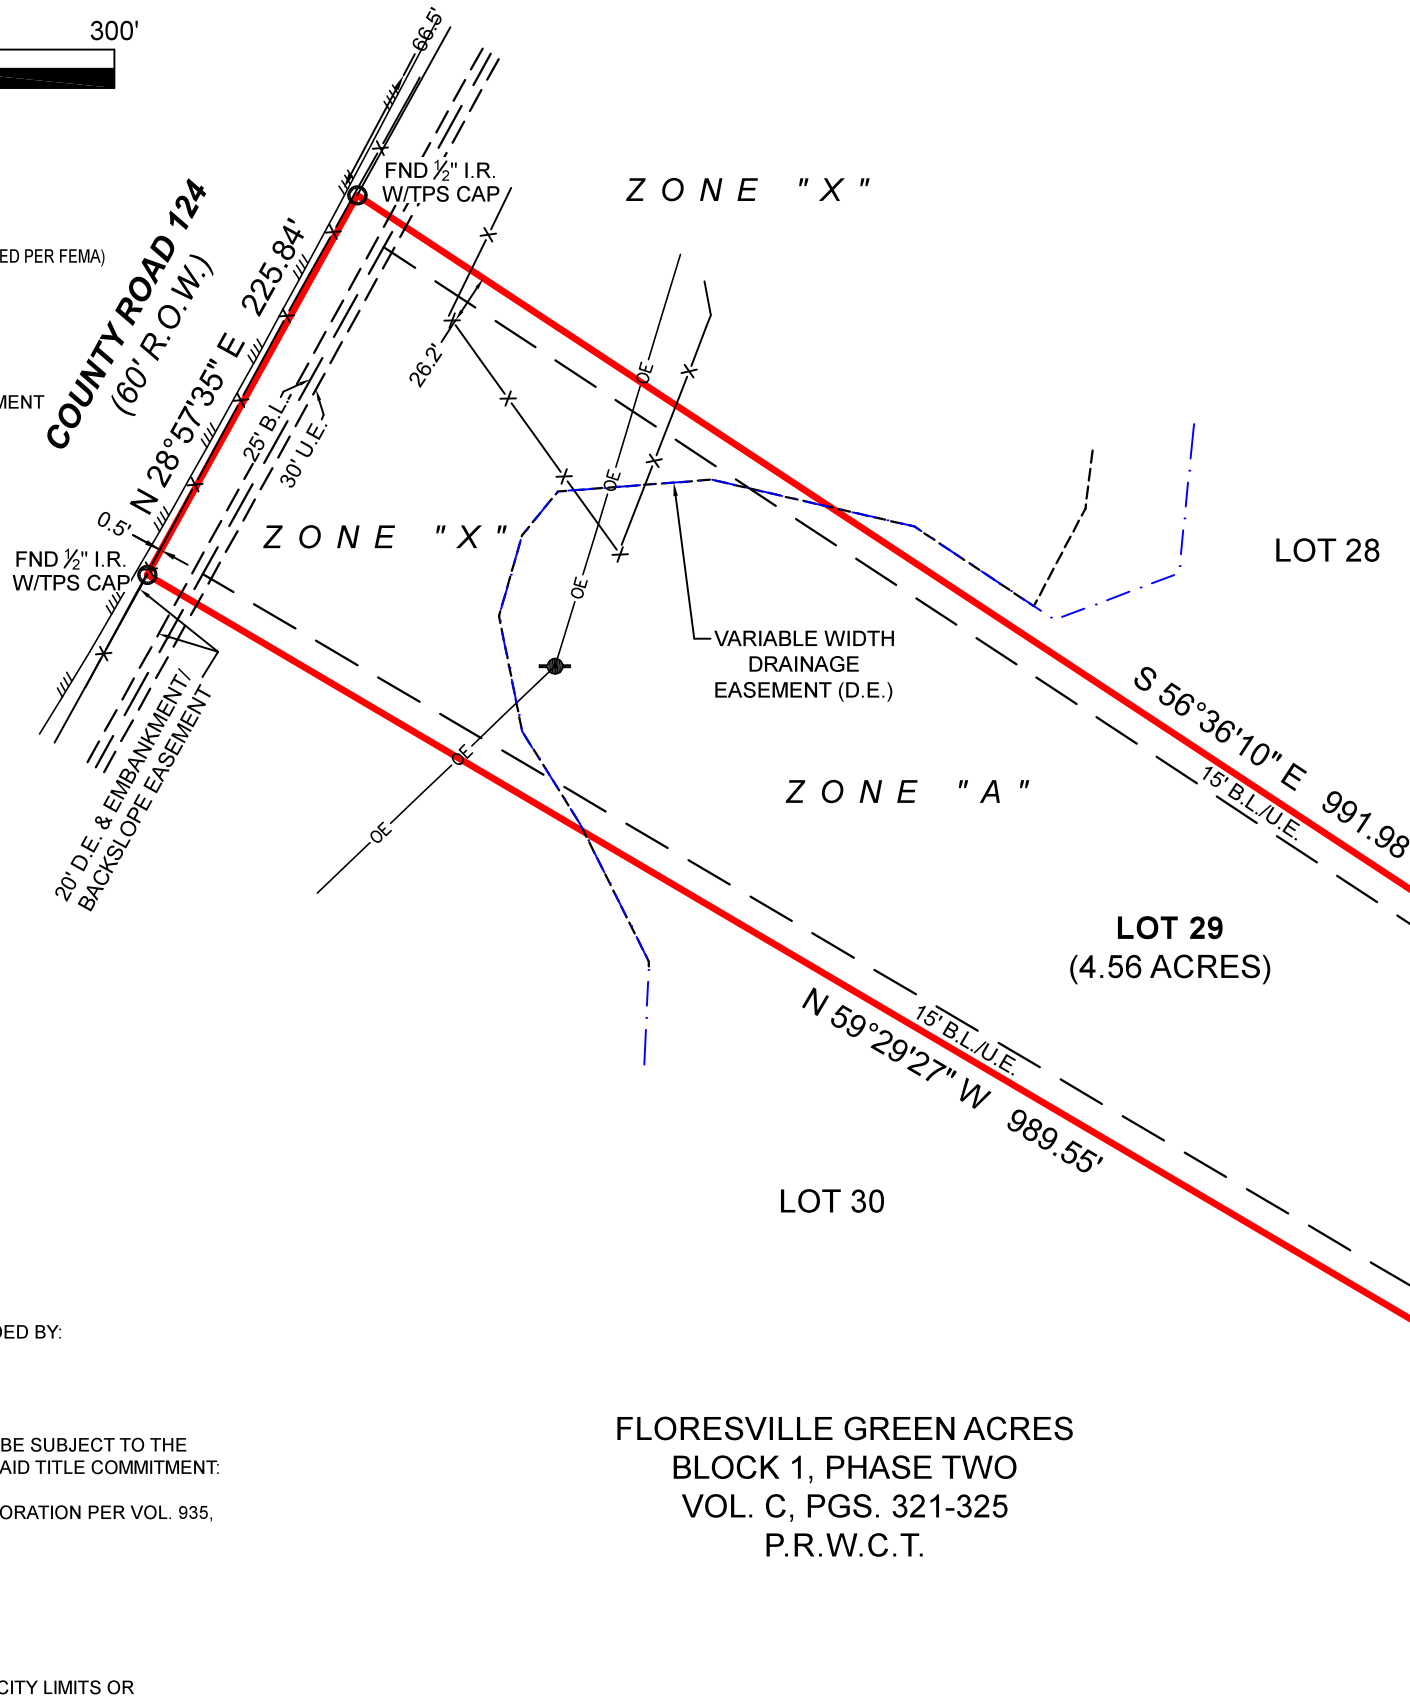 300'
66.5'
FND ½" I.R.
W/TPS CAP
ZONE "X"
COUNTY ROAD 124
(60' R.O.W.)
ED PER FEMA)
N 28°57'35" E 225.84'
26.2'
OE
MENT
25' B.L.
30' U.E.
OE
0.5'
ZONE "X"
FND ½" I.R.
W/TPS CAP
LOT 28
OE
VARIABLE WIDTH
DRAINAGE
EASEMENT (D.E.)
S 56°36'10" E 991.98
15' B.L./U.E.
OE
OE
20' D.E. & EMBANKMENT/
BACKSLOPE EASEMENT
ZONE "A"
LOT 29
(4.56 ACRES)
15' B.L./U.E.
N 59°29'27" W 989.55'
LOT 30
DED BY:
FLORESVILLE GREEN ACRES
BLOCK 1, PHASE TWO
VOL. C, PGS. 321-325
P.R.W.C.T.
BE SUBJECT TO THE
AID TITLE COMMITMENT:
ORATION PER VOL. 935,
CITY LIMITS OR